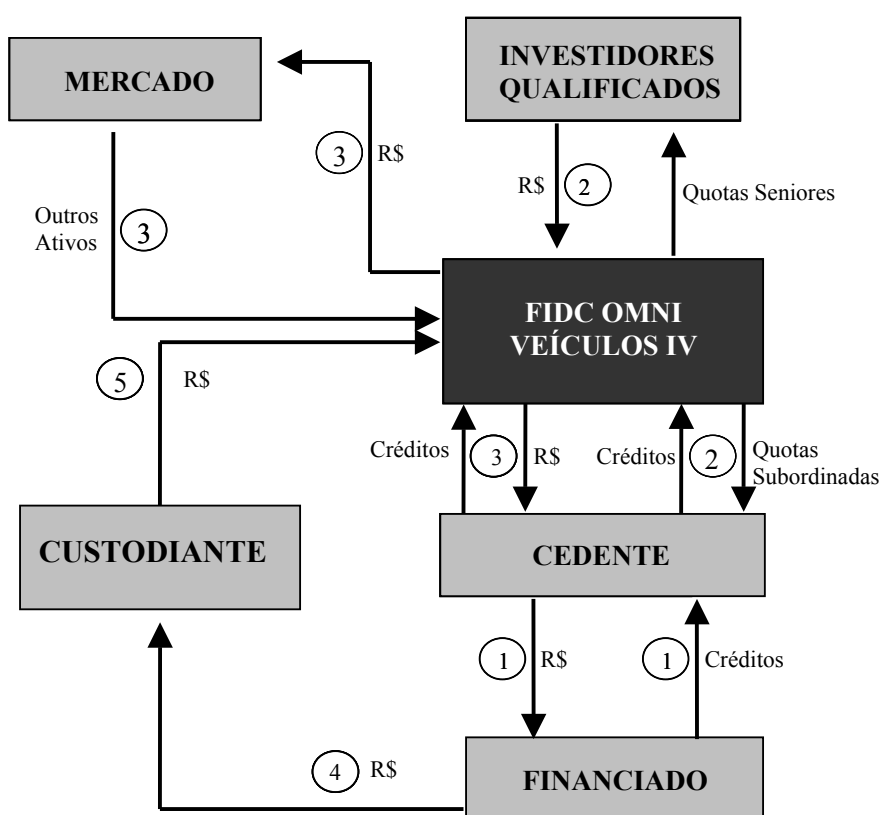 MERCADO
INVESTIDORES
QUALIFICADOS
3 R$
R$ 2
Quotas Seniores
Outros
Ativos
3
FIDC OMNI
VEÍCULOS IV
5 R$
Créditos 3 R$
Créditos 2 Quotas
Subordinadas
CUSTODIANTE
CEDENTE
1 R$
1 Créditos
4 R$
FINANCIADO